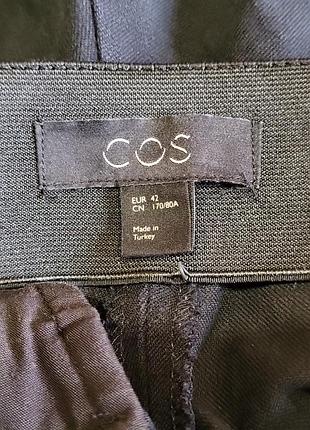 COS
EUR 42
CN 170/80A
Made in
Turkey